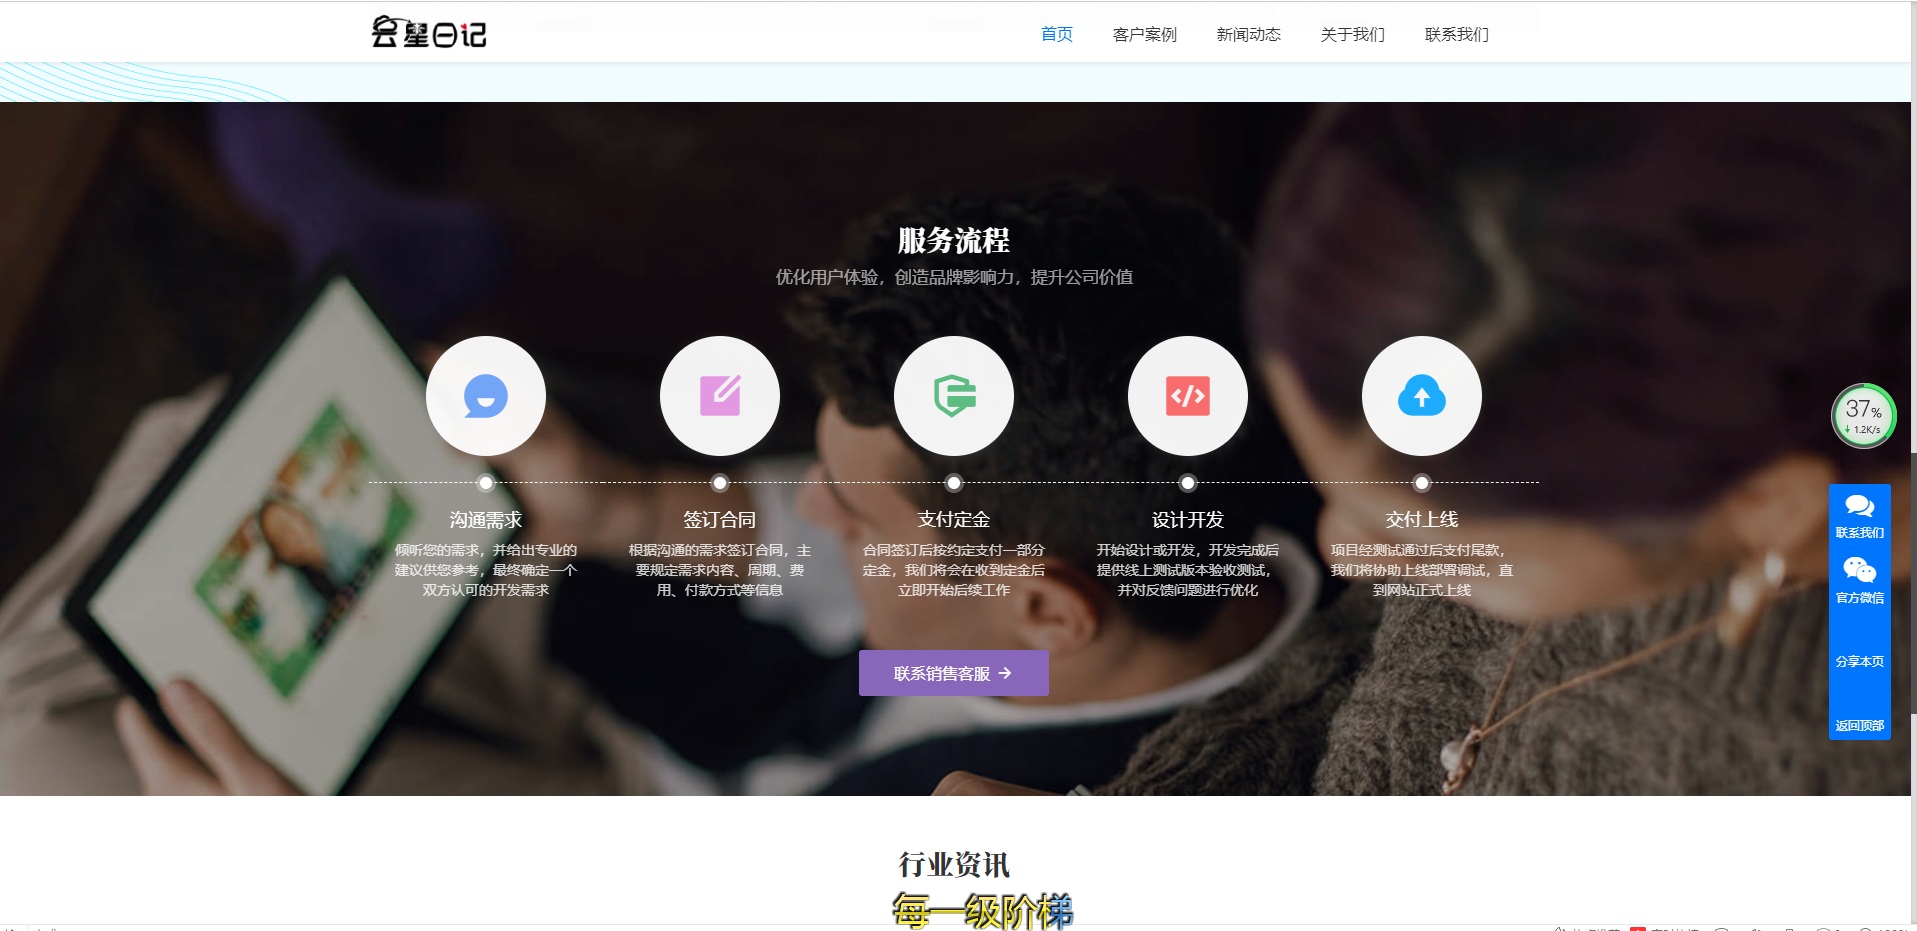 会星日记
首页
客户案例
新闻动态
关于我们
联系我们
服务流程
优化用户体验，创造品牌影响力，提升公司价值
沟通需求
倾听您的需求，并给出专业的
建议供您参考，最终确定一个
双方认可的开发需求
签订合同
根据沟通的需求签订合同，主
要规定需求内容、周期、费
用、付款方式等信息
支付定金
合同签订后按约定支付一部分
定金，我们将会在收到定金后
立即开始后续工作
设计开发
开始设计或开发，开发完成后
提供线上测试版本验收测试，
并对反馈问题进行优化
交付上线
项目经测试通过后支付尾款，
我们将协助上线部署调试，直
到网站正式上线
联系销售客服
37%
1.2K/s
联系我们
官方微信
分享本页
返回顶部
行业资讯
每一级阶梯